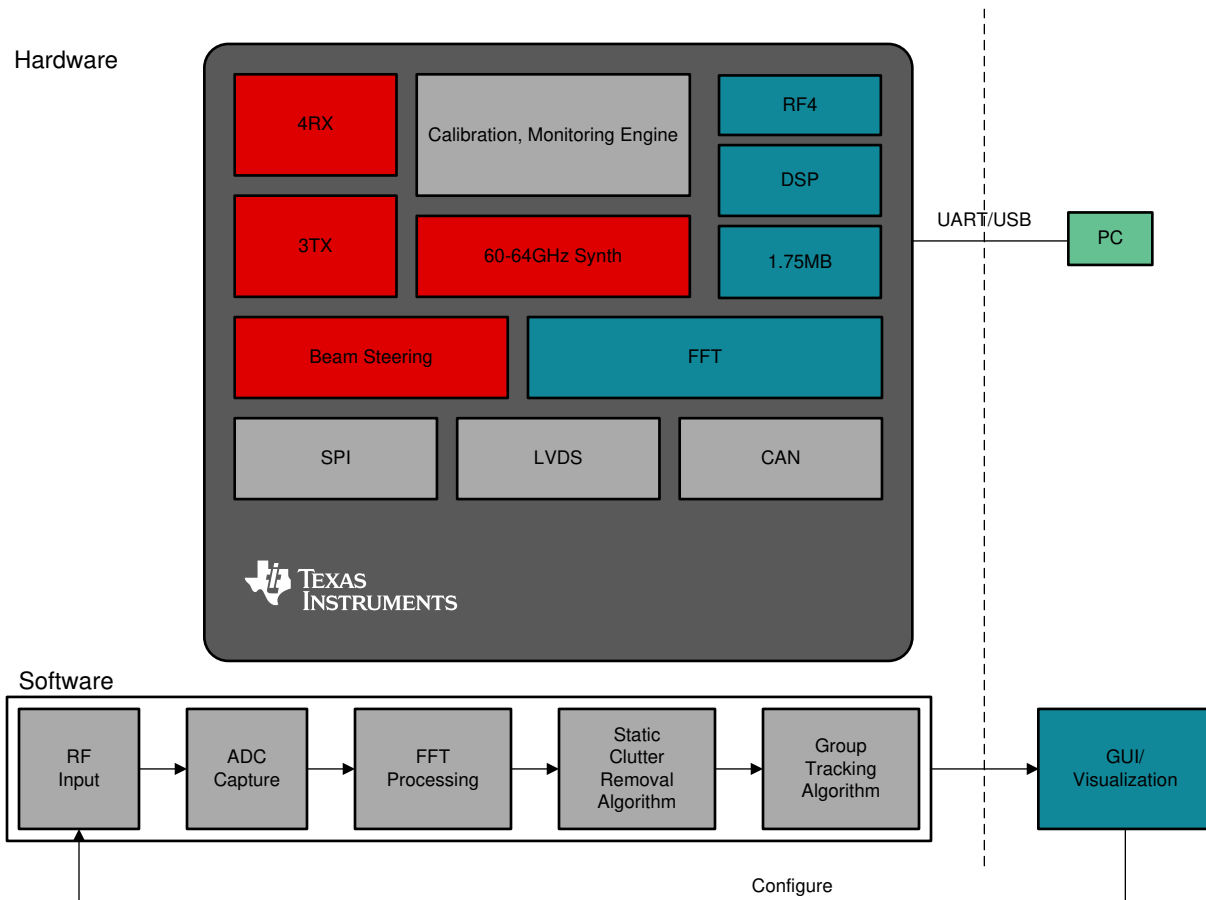 Hardware
4RX
Calibration, Monitoring Engine
RF4
DSP
3TX
60-64GHz Synth
1.75MB
UART/USB
PC
Beam Steering
FFT
SPI
LVDS
CAN
TEXAS
INSTRUMENTS
Software
RF
Input
ADC
Capture
FFT
Processing
Static
Clutter
Removal
Algorithm
Group
Tracking
Algorithm
GUI/
Visualization
Configure